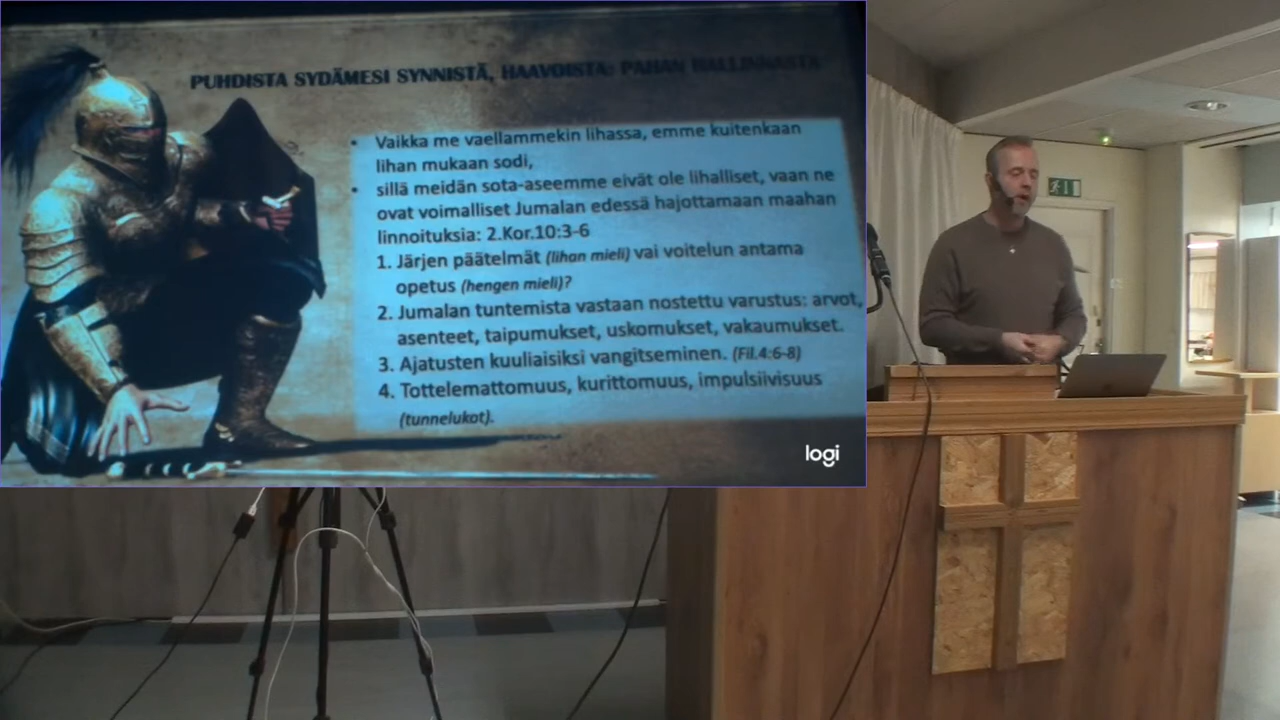 PUHDISTA SYDÄMESI SYNNISTÄ, HAAVOISTA: PAHAN HALLINNASTA
• Vaikka me vaellammekin lihassa, emme kuitenkaan
lihan mukaan sodi,
• sillä meidän sota-aseemme eivät ole lihalliset, vaan ne
ovat voimalliset Jumalan edessä hajottamaan maahan
linnoituksia: 2.Kor.10:3-6
1. Järjen päätelmät (lihan mieli) vai voitelun antama
opetus (hengen mieli)?
2. Jumalan tuntemista vastaan nostettu varustus: arvot,
asenteet, taipumukset, uskomukset, vakaumukset.
3. Ajatusten kuuliaisiksi vangitseminen. (Fil.4:6-8)
4. Tottelemattomuus, kurittomuus, impulsiivisuus
(tunnelukot).
logi